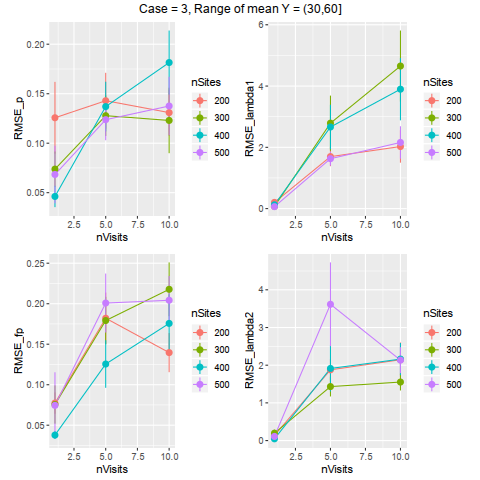 Case = 3, Range of mean Y = (30,60]
RMSE_p
0.20
0.15
0.10
0.05
2.5 5.0 7.5 10.0
nVisits
nSites
200
300
400
500
RMSE_lambda1
6
4
2
0
2.5 5.0 7.5 10.0
nVisits
nSites
200
300
400
500
RMSE_fp
0.25
0.20
0.15
0.10
0.05
2.5 5.0 7.5 10.0
nVisits
nSites
200
300
400
500
RMSE_lambda2
4
3
2
1
0
2.5 5.0 7.5 10.0
nVisits
nSites
200
300
400
500